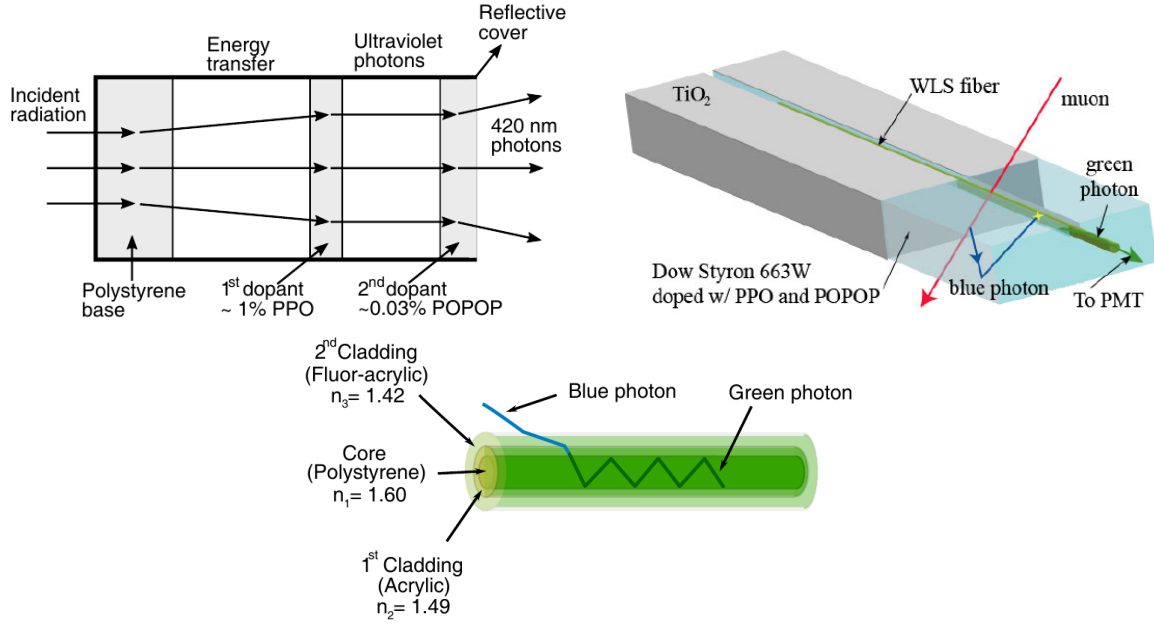 Incident
radiation
Energy
transfer
Ultraviolet
photons
Reflective
cover
420 nm
photons
Polystyrene
base
1st dopant
~ 1% PPO
2nd dopant
~0.03% POPOP
TiO2
WLS fiber
muon
green
photon
Dow Styron 663W
doped w/ PPO and POPOP
blue photon
To PMT
2nd Cladding
(Fluor-acrylic)
n3= 1.42
Core
(Polystyrene)
n1= 1.60
1st Cladding
(Acrylic)
n2= 1.49
Blue photon
Green photon